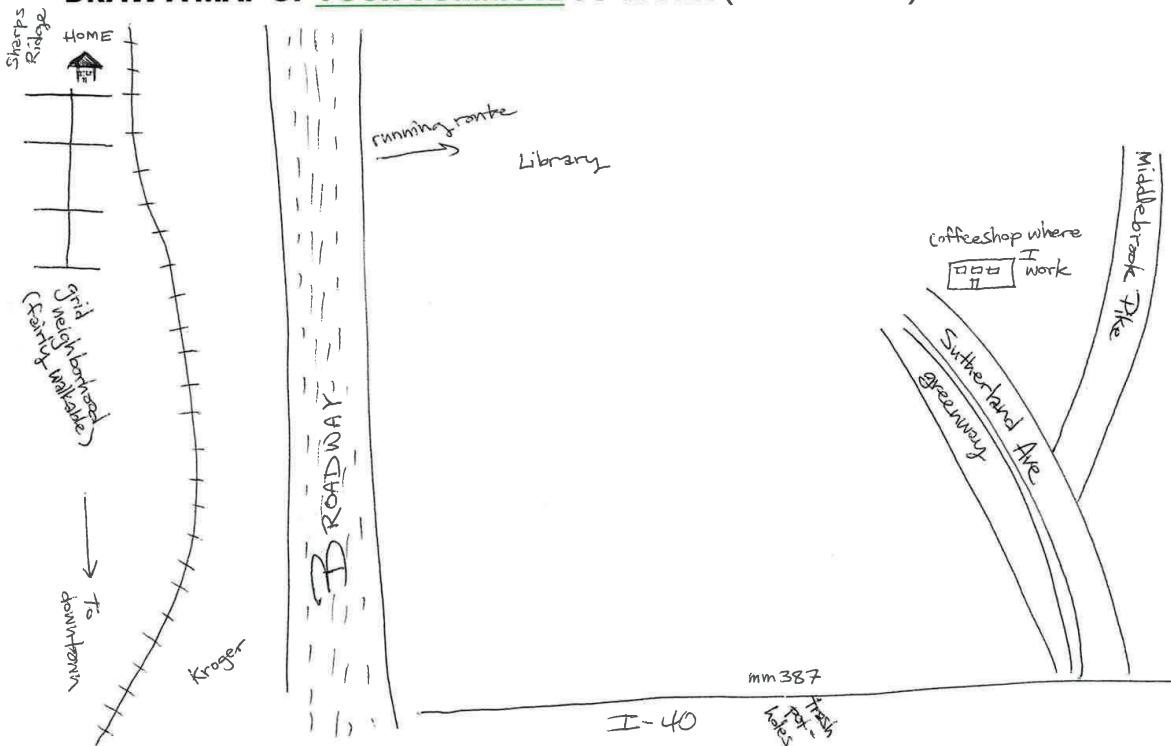 Sharps
Ridge
HOME
running route
Library
Middlebrook Pike
coffeeshop where
I
work
Sutherland Ave
greenway
grid
neighborhood
(fairly walkable)
BROADWAY
To
downtown
Kroger
mm 387
I-40
trash
pot-
holes